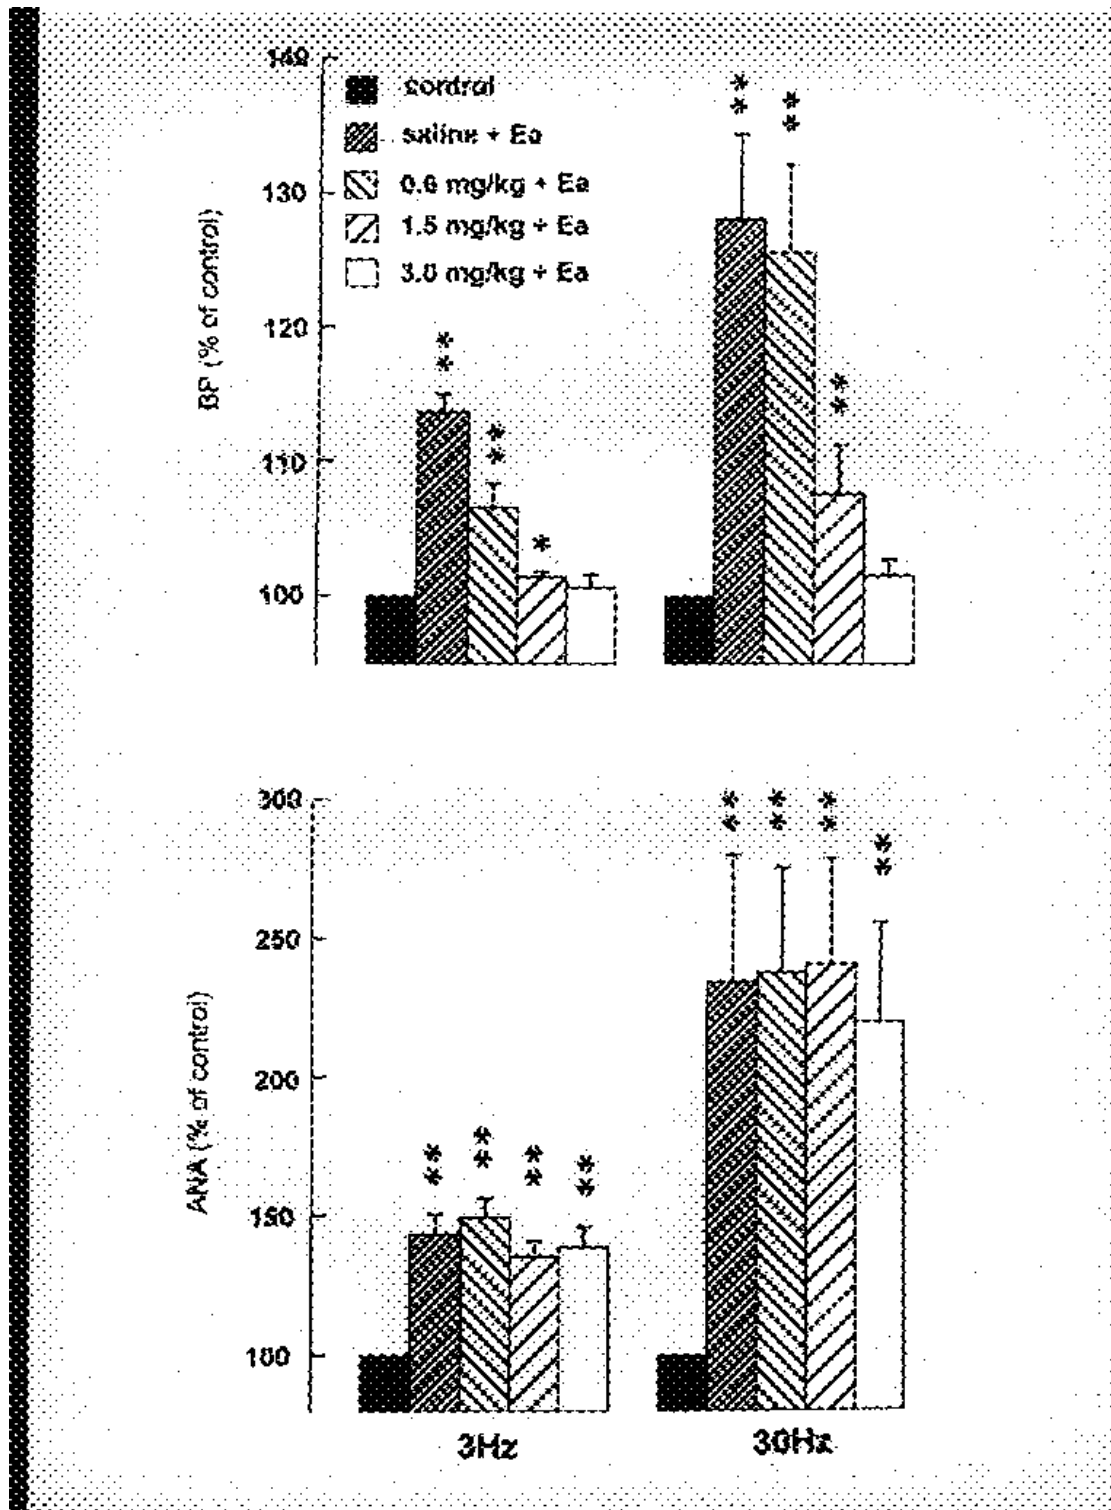 140
control
saline + Ea
130
0.6 mg/kg + Ea
1.5 mg/kg + Ea
3.0 mg/kg + Ea
120
110
100
BP (% of control)
**
**
*
**
**
**
300
250
200
150
100
ANA (% of control)
**
**
**
**
**
**
**
**
3Hz
30Hz